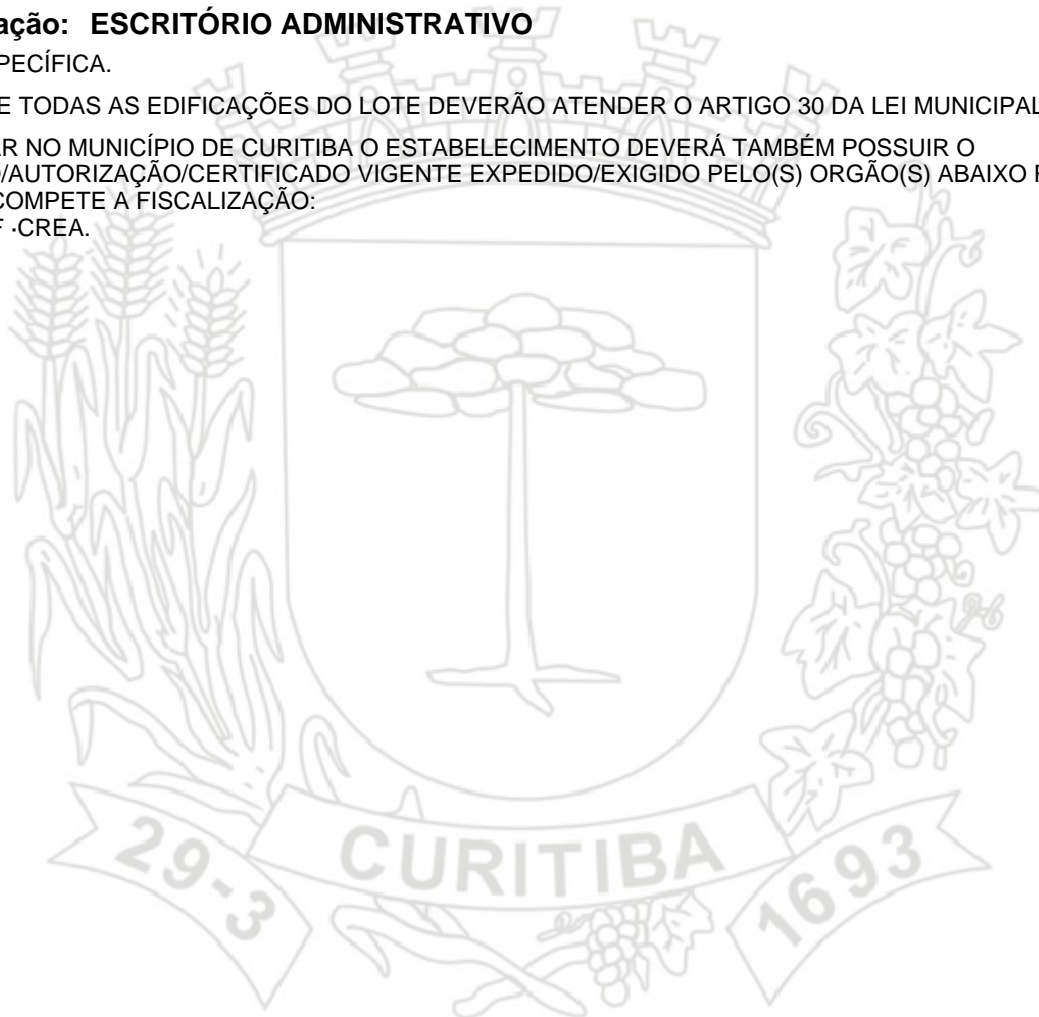 ação: ESCRITÓRIO ADMINISTRATIVO
PECÍFICA.
E TODAS AS EDIFICAÇÕES DO LOTE DEVERÃO ATENDER O ARTIGO 30 DA LEI MUNICIPAL
AR NO MUNICÍPIO DE CURITIBA O ESTABELECIMENTO DEVERÁ TAMBÉM POSSUIR O
/AUTORIZAÇÃO/CERTIFICADO VIGENTE EXPEDIDO/EXIGIDO PELO(S) ORGÃO(S) ABAIXO
COMPETE A FISCALIZAÇÃO:
F ·CREA.
29-3 CURITIBA 1693